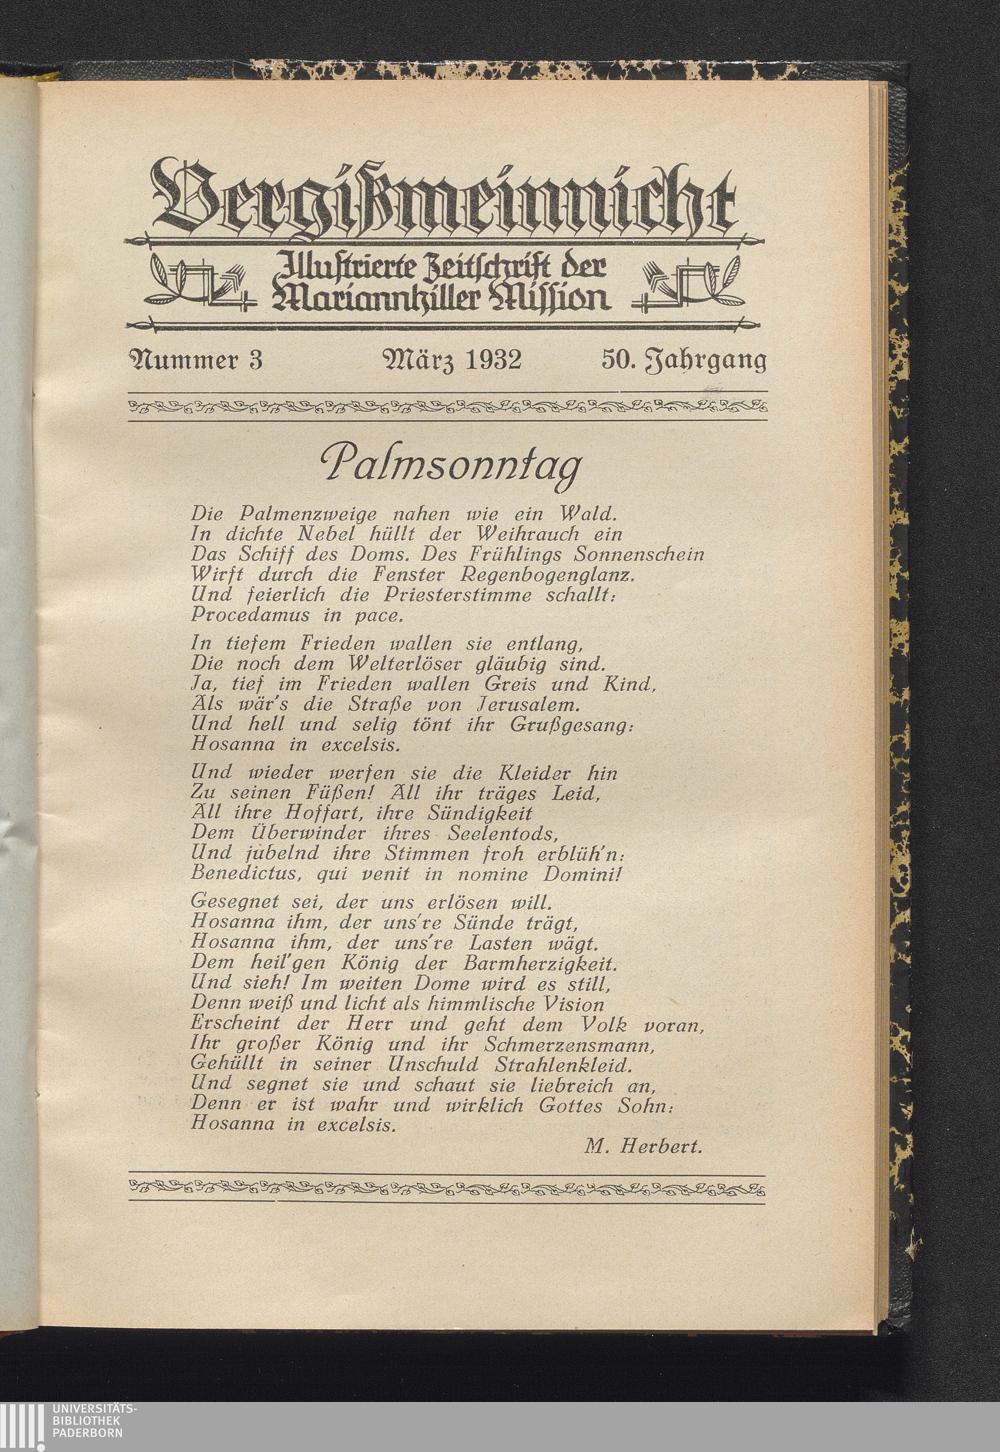 Vergißmeinnicht
Illustrierte Zeitschrift der
Mariannhiller Mission
Nummer 3 März 1932 50. Jahrgang
Palmsonntag
Die Palmenzweige nahen wie ein Wald.
In dichte Nebel hüllt der Weihrauch ein
Das Schiff des Doms. Des Frühlings Sonnenschein
Wirft durch die Fenster Regenbogenglanz.
Und feierlich die Priesterstimme schallt:
Procedamus in pace.
In tiefem Frieden wallen sie entlang,
Die noch dem Welterlöser gläubig sind.
Ja, tief im Frieden wallen Greis und Kind,
Als wär's die Straße von Jerusalem.
Und hell und selig tönt ihr Grußgesang:
Hosanna in excelsis.
Und wieder werfen sie die Kleider hin
Zu seinen Füßen! All ihr träges Leid,
All ihre Hoffart, ihre Sündigkeit
Dem Überwinder ihres Seelentods,
Und jubelnd ihre Stimmen froh erblüh'n:
Benedictus, qui venit in nomine Domini!
Gesegnet sei, der uns erlösen will.
Hosanna ihm, der uns're Sünde trägt,
Hosanna ihm, der uns're Lasten wägt.
Dem heil'gen König der Barmherzigkeit.
Und sieh! Im weiten Dome wird es still,
Denn weiß und licht als himmlische Vision
Erscheint der Herr und geht dem Volk voran,
Ihr großer König und ihr Schmerzensmann,
Gehüllt in seiner Unschuld Strahlenkleid.
Und segnet sie und schaut sie liebreich an,
Denn er ist wahr und wirklich Gottes Sohn:
Hosanna in excelsis.
M. Herbert.
UNIVERSITÄTS-
BIBLIOTHEK
PADERBORN